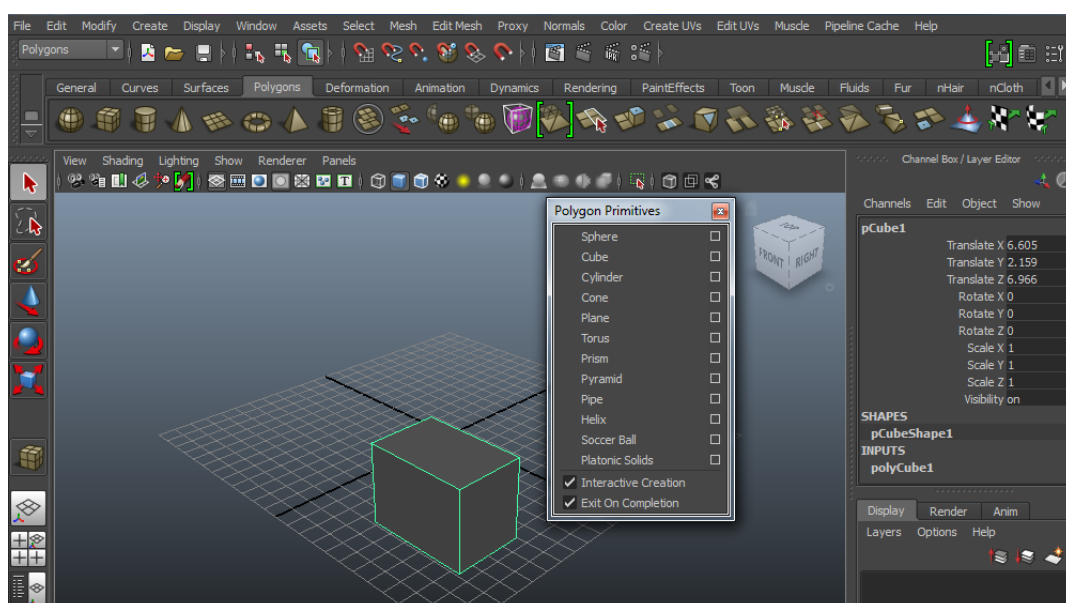 File Edit Modify Create Display Window Assets Select Mesh Edit Mesh Proxy Normals Color Create UVs Edit UVs Muscle Pipeline Cache Help
Polygons
General Curves Surfaces Polygons Deformation Animation Dynamics Rendering PaintEffects Toon Muscle Fluids Fur nHair nCloth
View Shading Lighting Show Renderer Panels
Polygon Primitives
Sphere
Cube
Cylinder
Cone
Plane
Torus
Prism
Pyramid
Pipe
Helix
Soccer Ball
Platonic Solids
Interactive Creation
Exit On Completion
TOP
FRONT RIGHT
Channel Box / Layer Editor
Channels Edit Object Show
pCube1
Translate X 6.605
Translate Y 2.159
Translate Z 6.966
Rotate X 0
Rotate Y 0
Rotate Z 0
Scale X 1
Scale Y 1
Scale Z 1
Visibility on
SHAPES
pCubeShape1
INPUTS
polyCube1
Display Render Anim
Layers Options Help